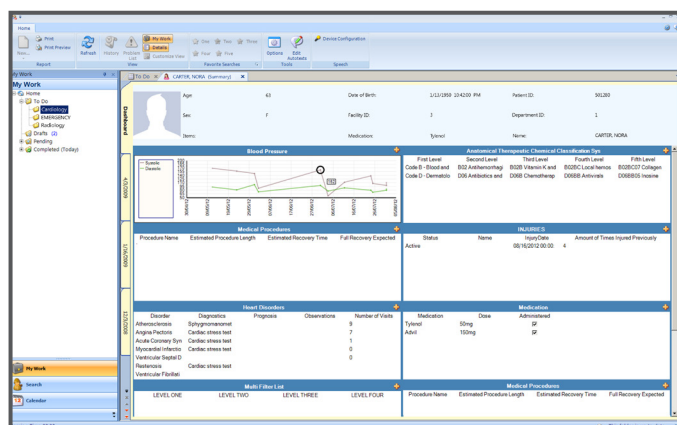 Home
Print
Print Preview
New...
Refresh
History
Problem List
My Work
Details
Customize View
One Two Three
Four Five
Options
Edit Autotexts
Device Configuration
Report
View
Favorite Searches
Tools
Speech
My Work
To Do
CARTER, NORA (Summary)
My Work
Home
To Do
Cardiology
EMERGENCY
Radiology
Drafts (2)
Pending
Completed (Today)
Dashboard
4/5/2009
1/16/2009
12/5/2008
Age: 63 Date of Birth: 1/13/1950 10:42:00 PM Patient ID: 501260
Sex: F Facility ID: 3 Department ID: 1
Items: Medication: Tylenol Name: CARTER, NORA
Blood Pressure
Systolic
Diastolic
Anatomical Therapeutic Chemical Classification Sys
First Level Second Level Third Level Fourth Level Fifth Level
Code B - Blood and B02 Antihemorrhagi B02B Vitamin K and B02BC Local hemos B02BC07 Collagen
Code D - Dermatolo D06 Antibiotics and D06B Chemotherap D06BB Antivirals D06BB05 Inosine
Medical Procedures
Procedure Name Estimated Procedure Length Estimated Recovery Time Full Recovery Expected
INJURIES
Status Name InjuryDate Amount of Times Injured Previously
Active 08/16/2012 00:00: 4
Heart Disorders
Disorder Diagnostics Prognosis Observations Number of Visits
Atherosclerosis Sphygmomanomet 9
Angina Pectoris Cardiac stress test 7
Acute Coronary Syn Cardiac stress test 1
Myocardial Infarctio Cardiac stress test 0
Ventricular Septal D 0
Restenosis Cardiac stress test
Ventricular Fibrillati
Medication
Medication Dose Administered
Tylenol 50mg
Advil 150mg
Multi Filter List
LEVEL ONE LEVEL TWO LEVEL THREE LEVEL FOUR
Medical Procedures
Procedure Name Estimated Procedure Length Estimated Recovery Time Full Recovery Expected
My Work
Search
12 Calendar